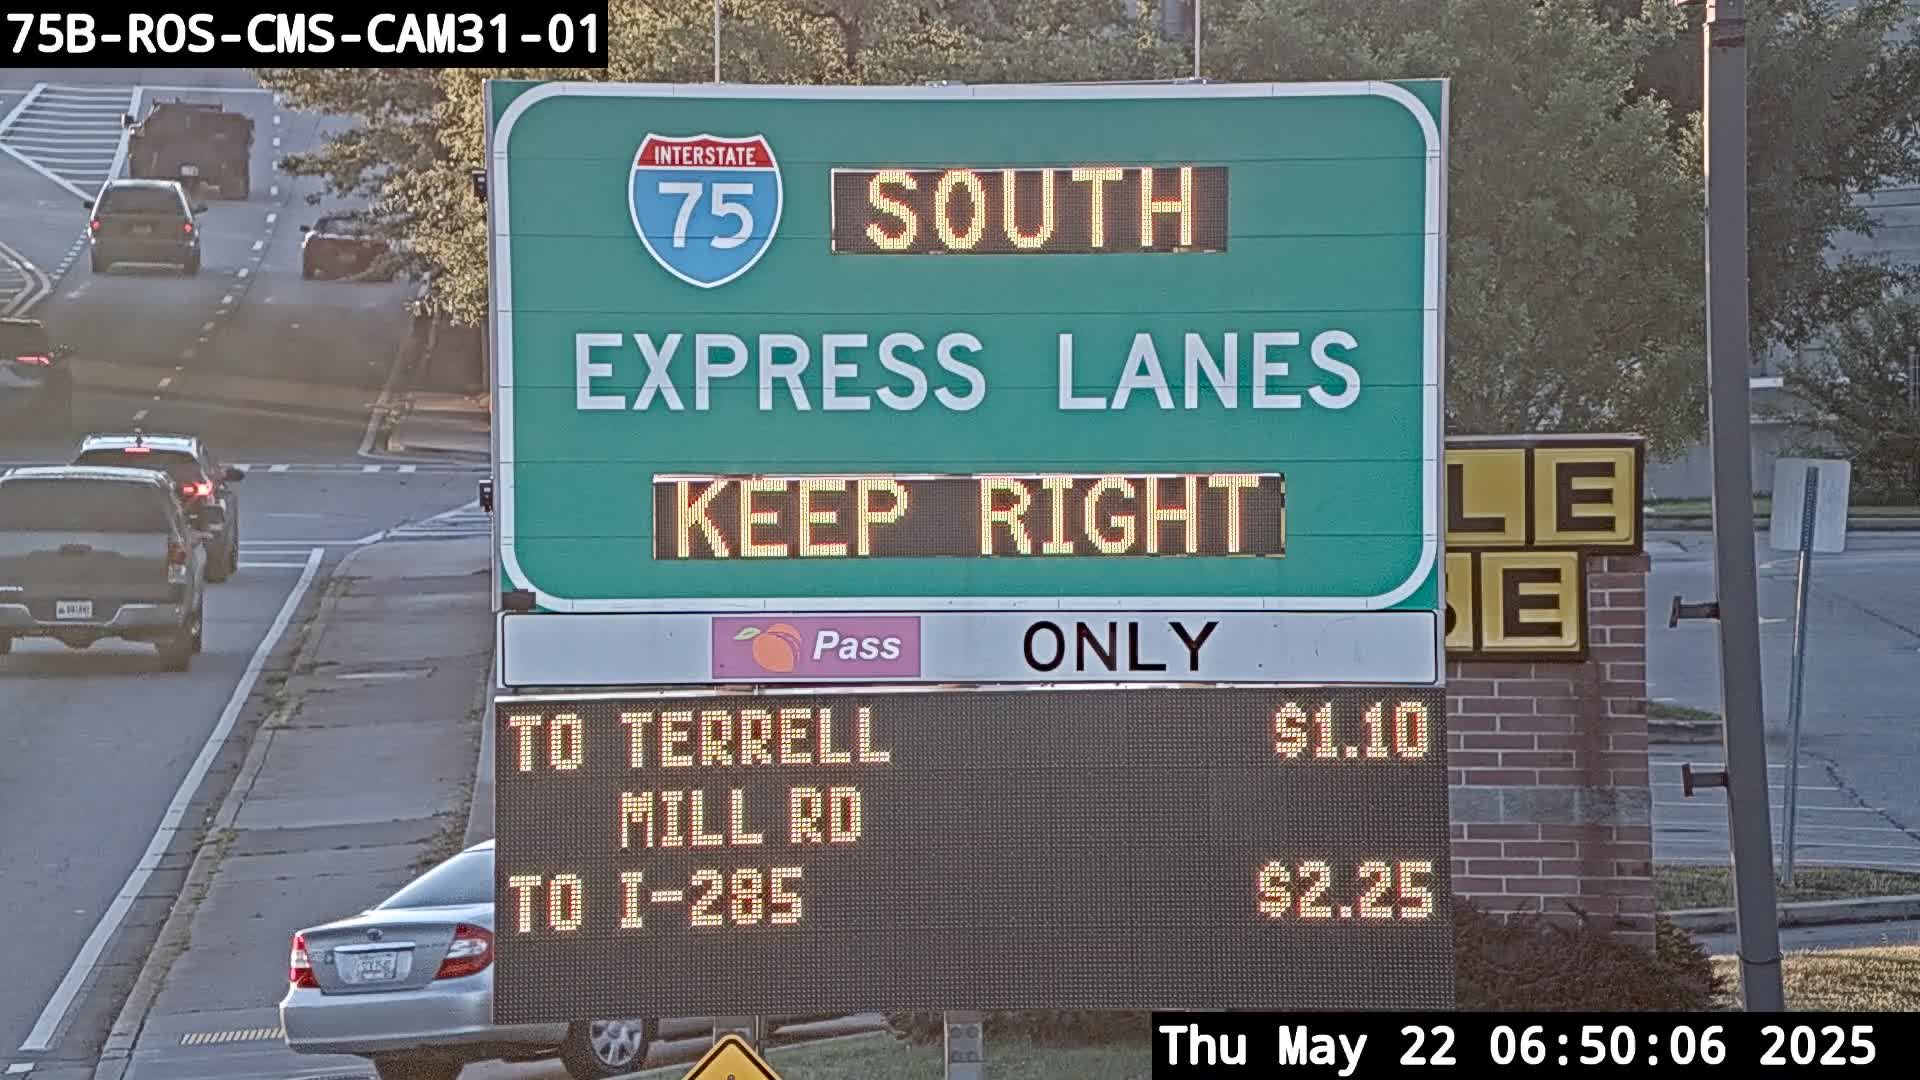 75B-ROS-CMS-CAM31-01
INTERSTATE
75
SOUTH
EXPRESS LANES
KEEP RIGHT
Pass ONLY
TO TERRELL $1.10
MILL RD
TO I-285 $2.25
LE
E
Thu May 22 06:50:06 2025